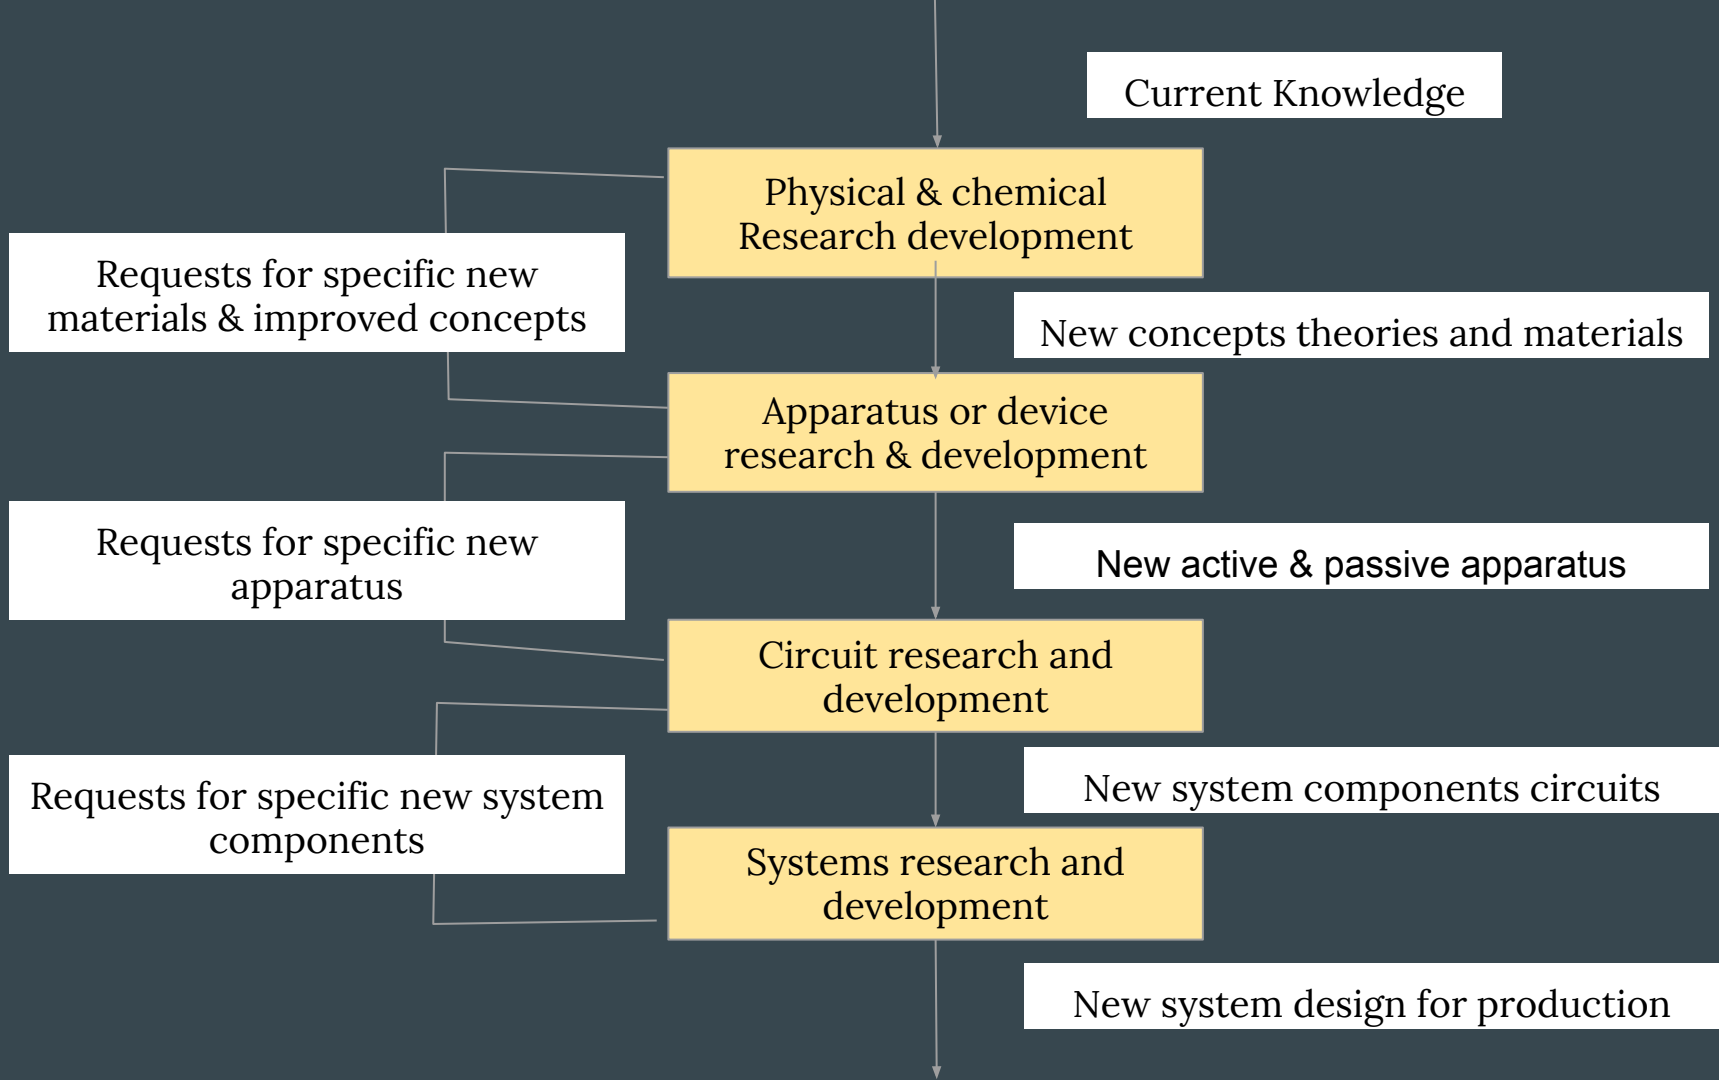 Current Knowledge
Physical & chemical
Research development
Requests for specific new
materials & improved concepts
New concepts theories and materials
Apparatus or device
research & development
Requests for specific new
apparatus
New active & passive apparatus
Circuit research and
development
Requests for specific new system
components
New system components circuits
Systems research and
development
New system design for production